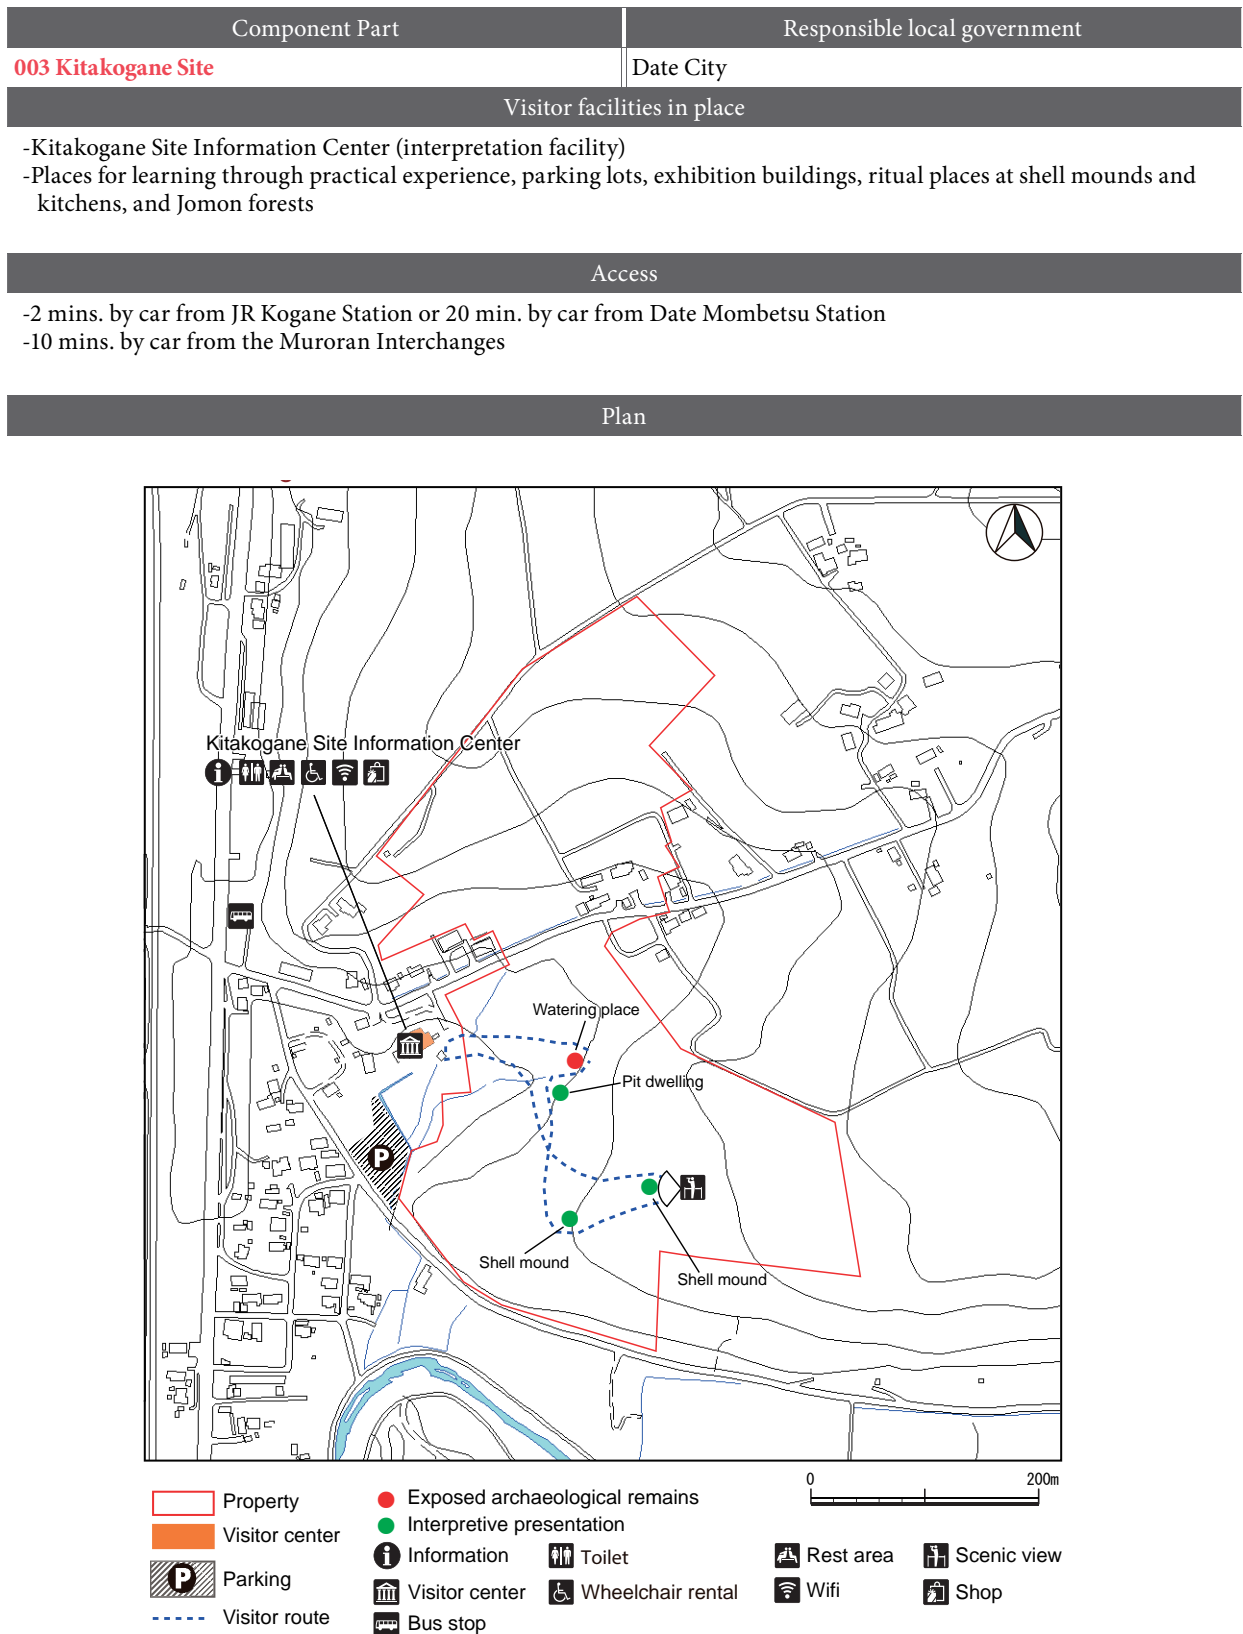 Component Part
Responsible local government
003 Kitakogane Site
Date City
Visitor facilities in place
-Kitakogane Site Information Center (interpretation facility)
-Places for learning through practical experience, parking lots, exhibition buildings, ritual places at shell mounds and
kitchens, and Jomon forests
Access
-2 mins. by car from JR Kogane Station or 20 min. by car from Date Mombetsu Station
-10 mins. by car from the Muroran Interchanges
Plan
Kitakogane Site Information Center
Watering place
Pit dwelling
P
Shell mound
Shell mound
0 200m
Property
Visitor center
P Parking
Visitor route
Exposed archaeological remains
Interpretive presentation
Information
Toilet
Rest area
Scenic view
Visitor center
Wheelchair rental
Wifi
Shop
Bus stop